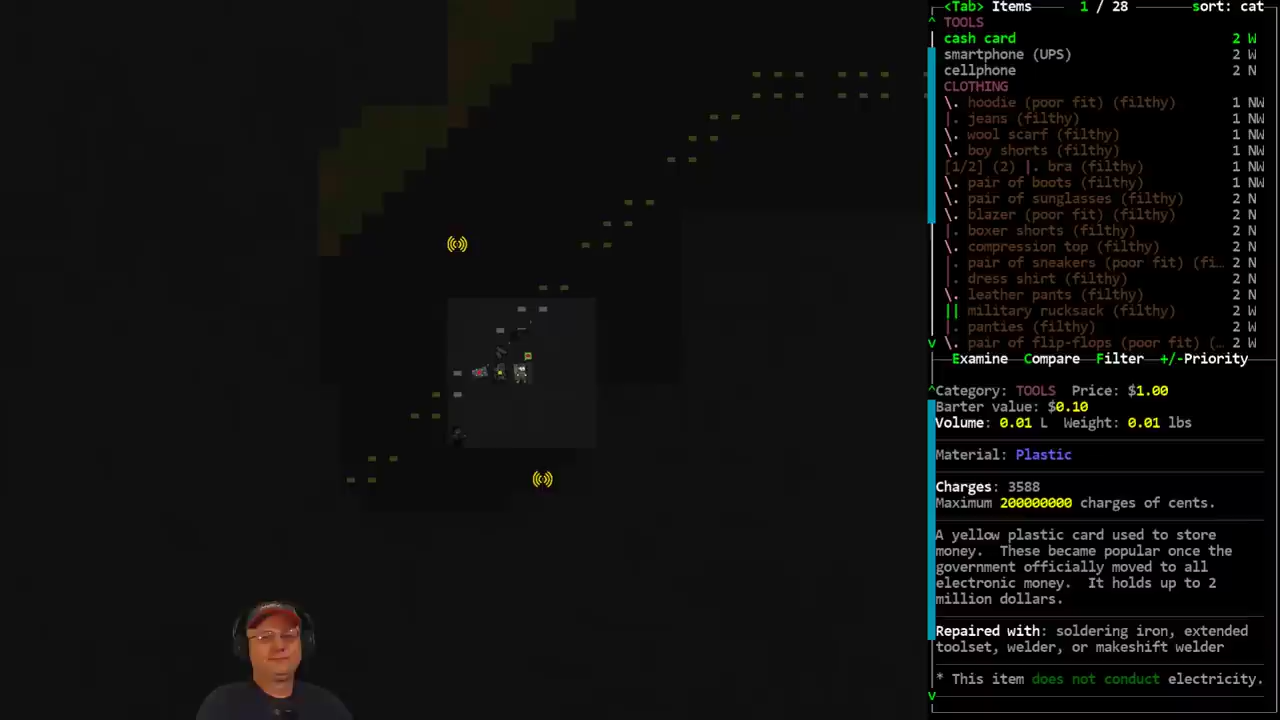 <Tab> Items 1 / 28 sort: cat
TOOLS
cash card 2 W
smartphone (UPS) 2 W
cellphone 2 N
CLOTHING
\. hoodie (poor fit) (filthy) 1 NW
|. jeans (filthy) 1 NW
\. wool scarf (filthy) 1 NW
\. boy shorts (filthy) 1 NW
[1/2] (2) |. bra (filthy) 1 NW
\. pair of boots (filthy) 1 NW
\. pair of sunglasses (filthy) 2 N
\. blazer (poor fit) (filthy) 2 N
|. boxer shorts (filthy) 2 N
\. compression top (filthy) 2 N
|. pair of sneakers (poor fit) (fi… 2 N
|. dress shirt (filthy) 2 N
\. leather pants (filthy) 2 N
|| military rucksack (filthy) 2 W
|. panties (filthy) 2 N
\. pair of flip-flops (poor fit) (… 2 W
Examine Compare Filter +/-Priority
Category: TOOLS Price: $1.00
Barter value: $0.10
Volume: 0.01 L Weight: 0.01 lbs
Material: Plastic
Charges: 3588
Maximum 200000000 charges of cents.
A yellow plastic card used to store
money. These became popular once the
government officially moved to all
electronic money. It holds up to 2
million dollars.
Repaired with: soldering iron, extended
toolset, welder, or makeshift welder
* This item does not conduct electricity.